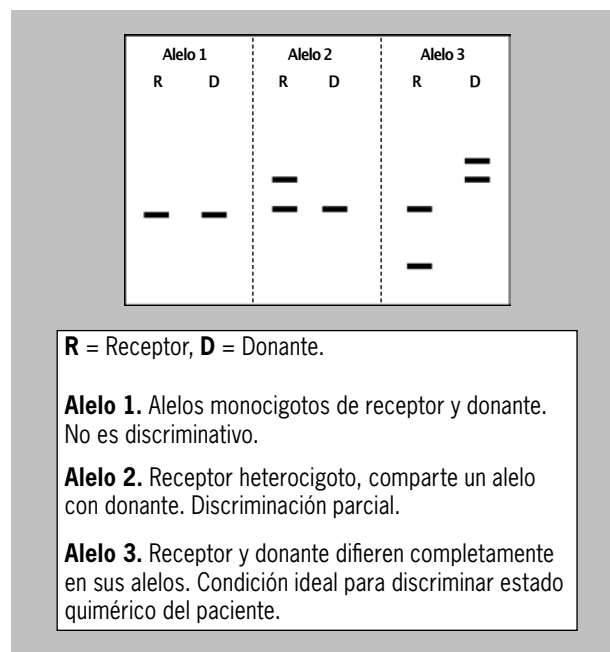 Alelo 1 Alelo 2 Alelo 3
R D R D R D
R = Receptor, D = Donante.
Alelo 1. Alelos monocigotos de receptor y donante.
No es discriminativo.
Alelo 2. Receptor heterocigoto, comparte un alelo
con donante. Discriminación parcial.
Alelo 3. Receptor y donante difieren completamente
en sus alelos. Condición ideal para discriminar estado
quimérico del paciente.